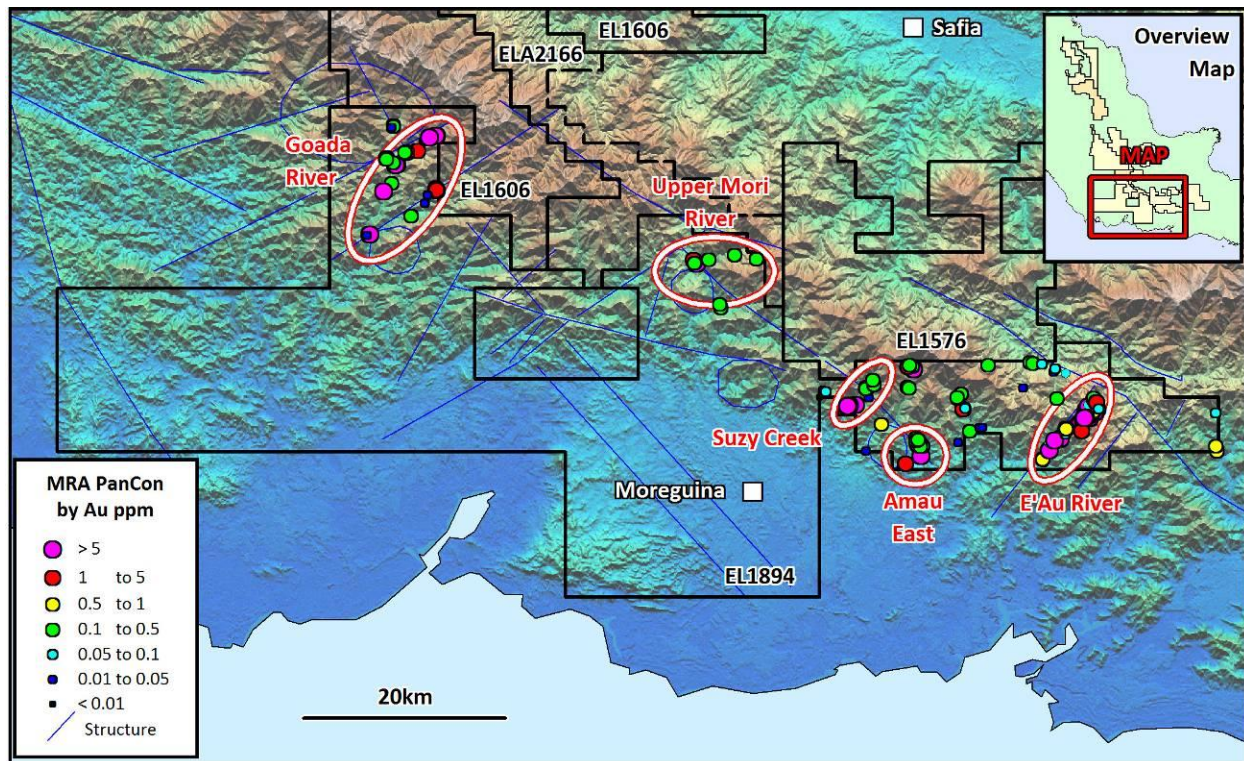 EL1606
Safia
ELA2166
Overview
Map
Goada
River
MAP
EL1606
Upper Mori
River
EL1576
Suzy Creek
Moreguina
Amau
East
E'Au River
EL1894
MRA PanCon
by Au ppm
> 5
1 to 5
0.5 to 1
0.1 to 0.5
0.05 to 0.1
0.01 to 0.05
< 0.01
Structure
20km